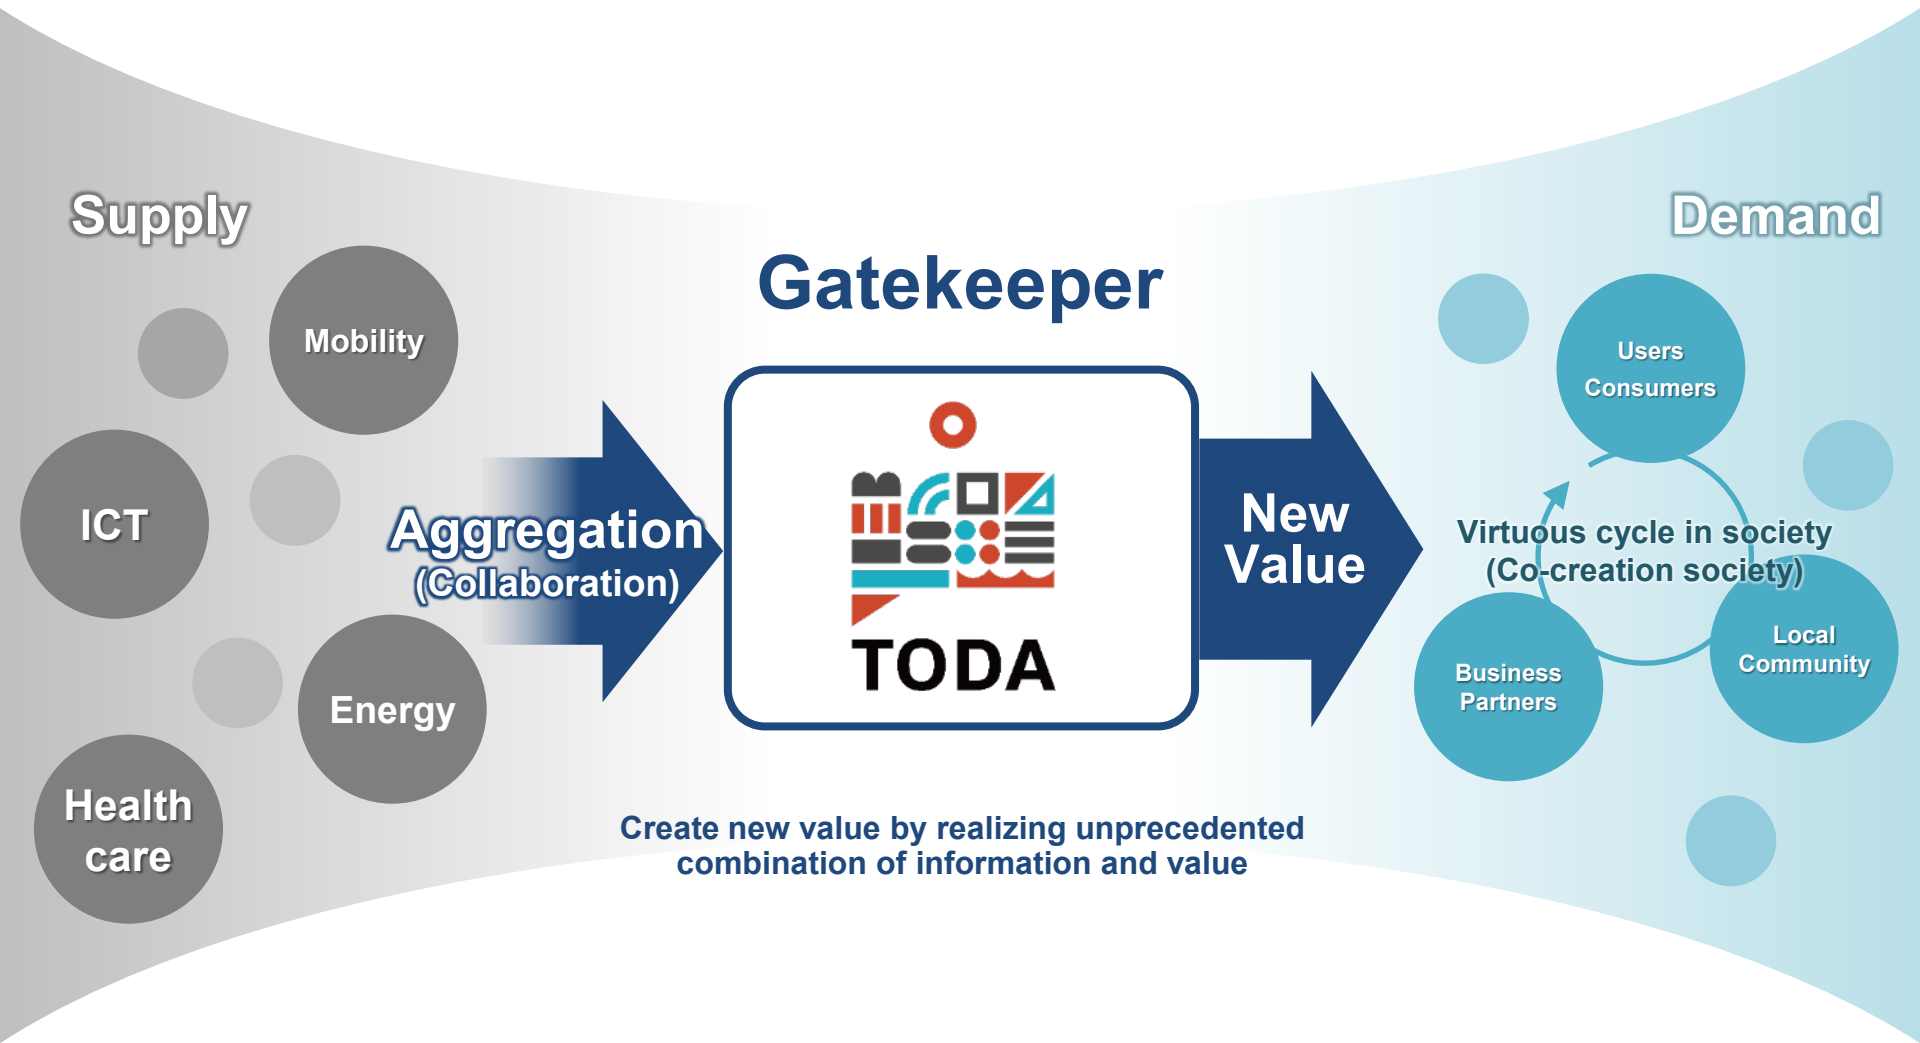 Supply
Mobility
ICT
Energy
Health
care
Aggregation
(Collaboration)
Gatekeeper
TODA
Create new value by realizing unprecedented
combination of information and value
New
Value
Demand
Users
Consumers
Virtuous cycle in society
(Co-creation society)
Business
Partners
Local
Community